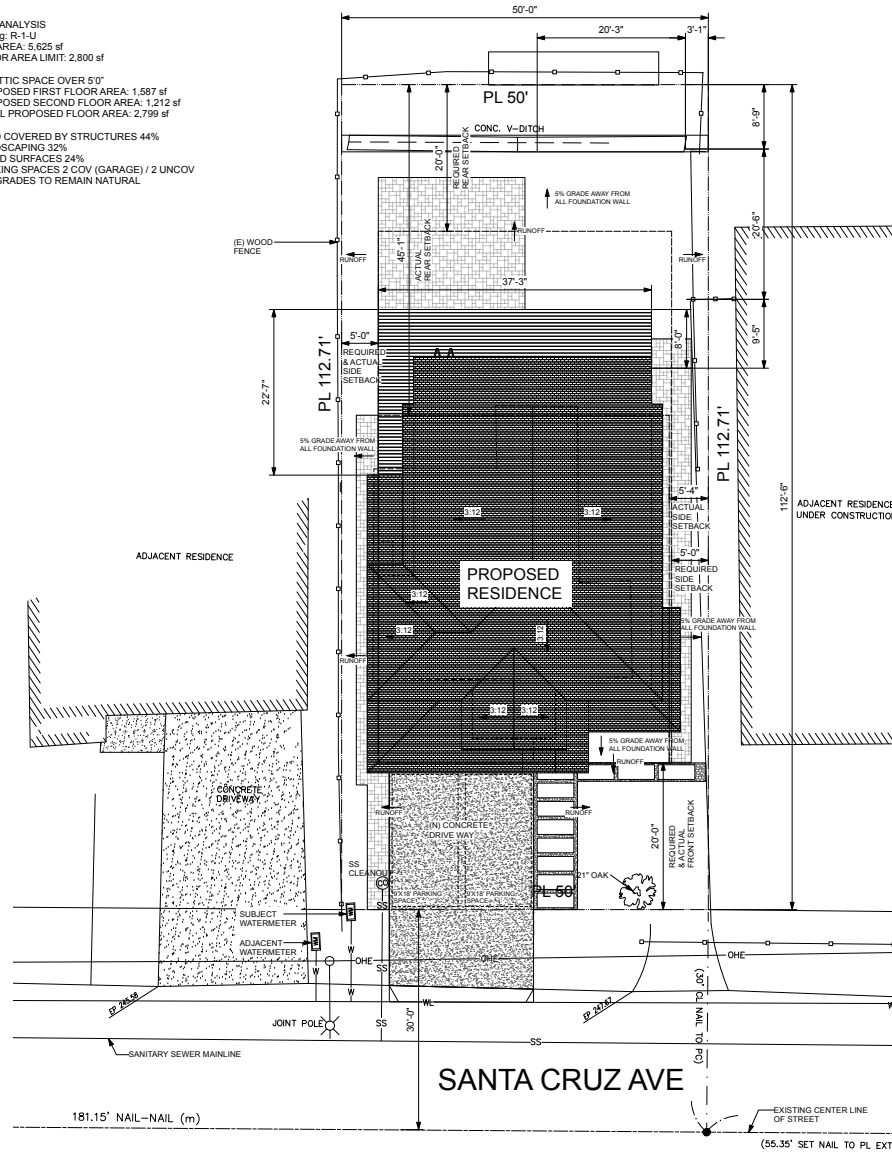 ANALYSIS
g: R-1-U
AREA: 5,625 sf
OR AREA LIMIT: 2,800 sf
TTIC SPACE OVER 5'0"
POSED FIRST FLOOR AREA: 1,587 sf
POSED SECOND FLOOR AREA: 1,212 sf
L PROPOSED FLOOR AREA: 2,799 sf
D COVERED BY STRUCTURES 44%
DSCAPING 32%
D SURFACES 24%
KING SPACES 2 COV (GARAGE) / 2 UNCOV
GRADES TO REMAIN NATURAL
50'-0"
20'-3"
3'-1"
PL 50'
8'-9"
CONC. V-DITCH
20'-0"
REQUIRED
REAR SETBACK
5% GRADE AWAY FROM
ALL FOUNDATION WALL
RUNOFF
(E) WOOD
FENCE
RUNOFF
45'-1"
ACTUAL
REAR SETBACK
RUNOFF
20'-6"
37'-3"
5'-0"
REQUIRED
& ACTUAL
SIDE
SETBACK
8'-0"
9'-5"
22'-7"
PL 112.71'
PL 112.71'
5% GRADE AWAY FROM
ALL FOUNDATION WALL
5'-4"
ACTUAL
SIDE
SETBACK
112'-6"
ADJACENT RESIDENCE
UNDER CONSTRUCTIO
3:12
3:12
ADJACENT RESIDENCE
5'-0"
REQUIRED
SIDE
SETBACK
PROPOSED
RESIDENCE
3:12
3:12
3:12
5% GRADE AWAY FROM
ALL FOUNDATION WALL
RUNOFF
3:12
3:12
5% GRADE AWAY FROM
ALL FOUNDATION WALL
RUNOFF
CONCRETE
DRIVEWAY
RUNOFF
RUNOFF
(N) CONCRETE
DRIVE WAY
20'-0"
REQUIRED
& ACTUAL
FRONT SETBACK
SS
CLEANOUT
CO
9'X18' PARKING
SPACE
9'X18' PARKING
SPACE
21" OAK
PL 50'
SS
SUBJECT
WATERMETER
WM
ADJACENT
WATERMETER
WM
W
W
W
OHE
SS
OHE
OHE
EP 245.58
EP 247.67
WL
W
JOINT POLE
SS
30'-0"
(30' CL NAIL TO PC)
SANITARY SEWER MAINLINE
SS
SANTA CRUZ AVE
181.15' NAIL-NAIL (m)
EXISTING CENTER LINE
OF STREET
(55.35' SET NAIL TO PL EXT